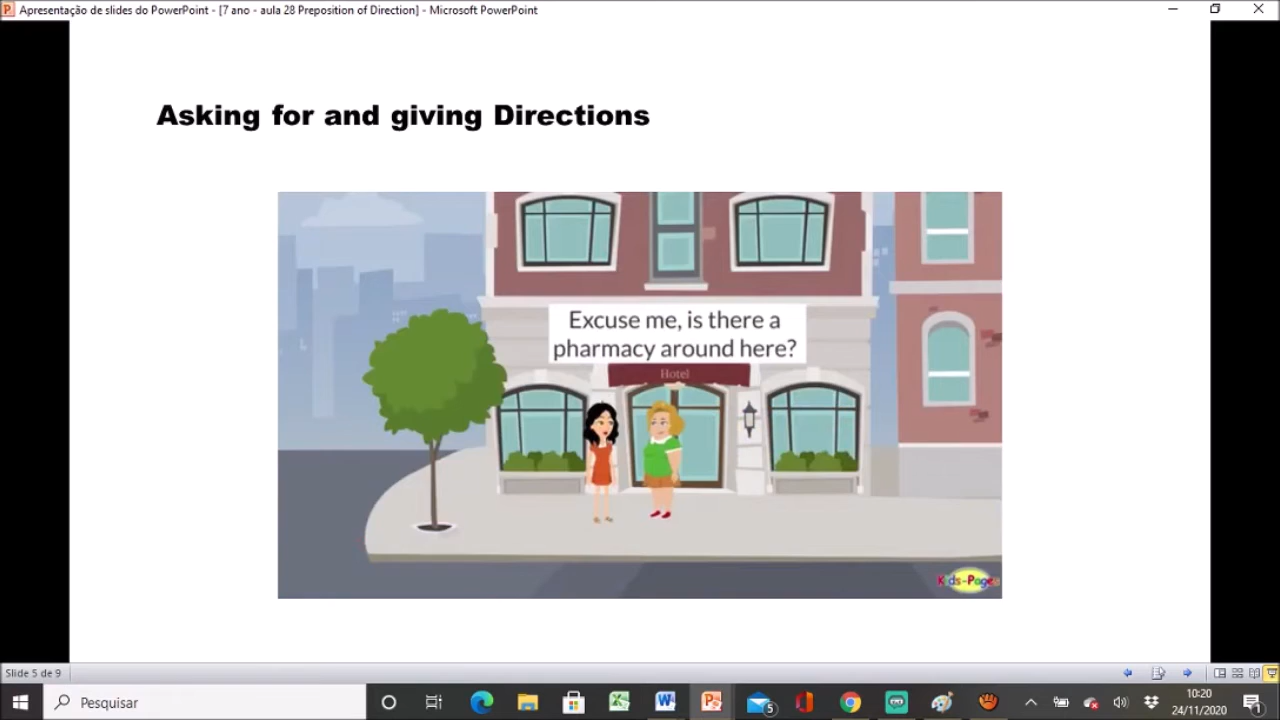 Apresentação de slides do PowerPoint - [7 ano - aula 28 Preposition of Direction] - Microsoft PowerPoint
Asking for and giving Directions
Excuse me, is there a
pharmacy around here?
Hotel
Kids-Pages
Slide 5 de 9
Pesquisar
5
10:20
24/11/2020
1